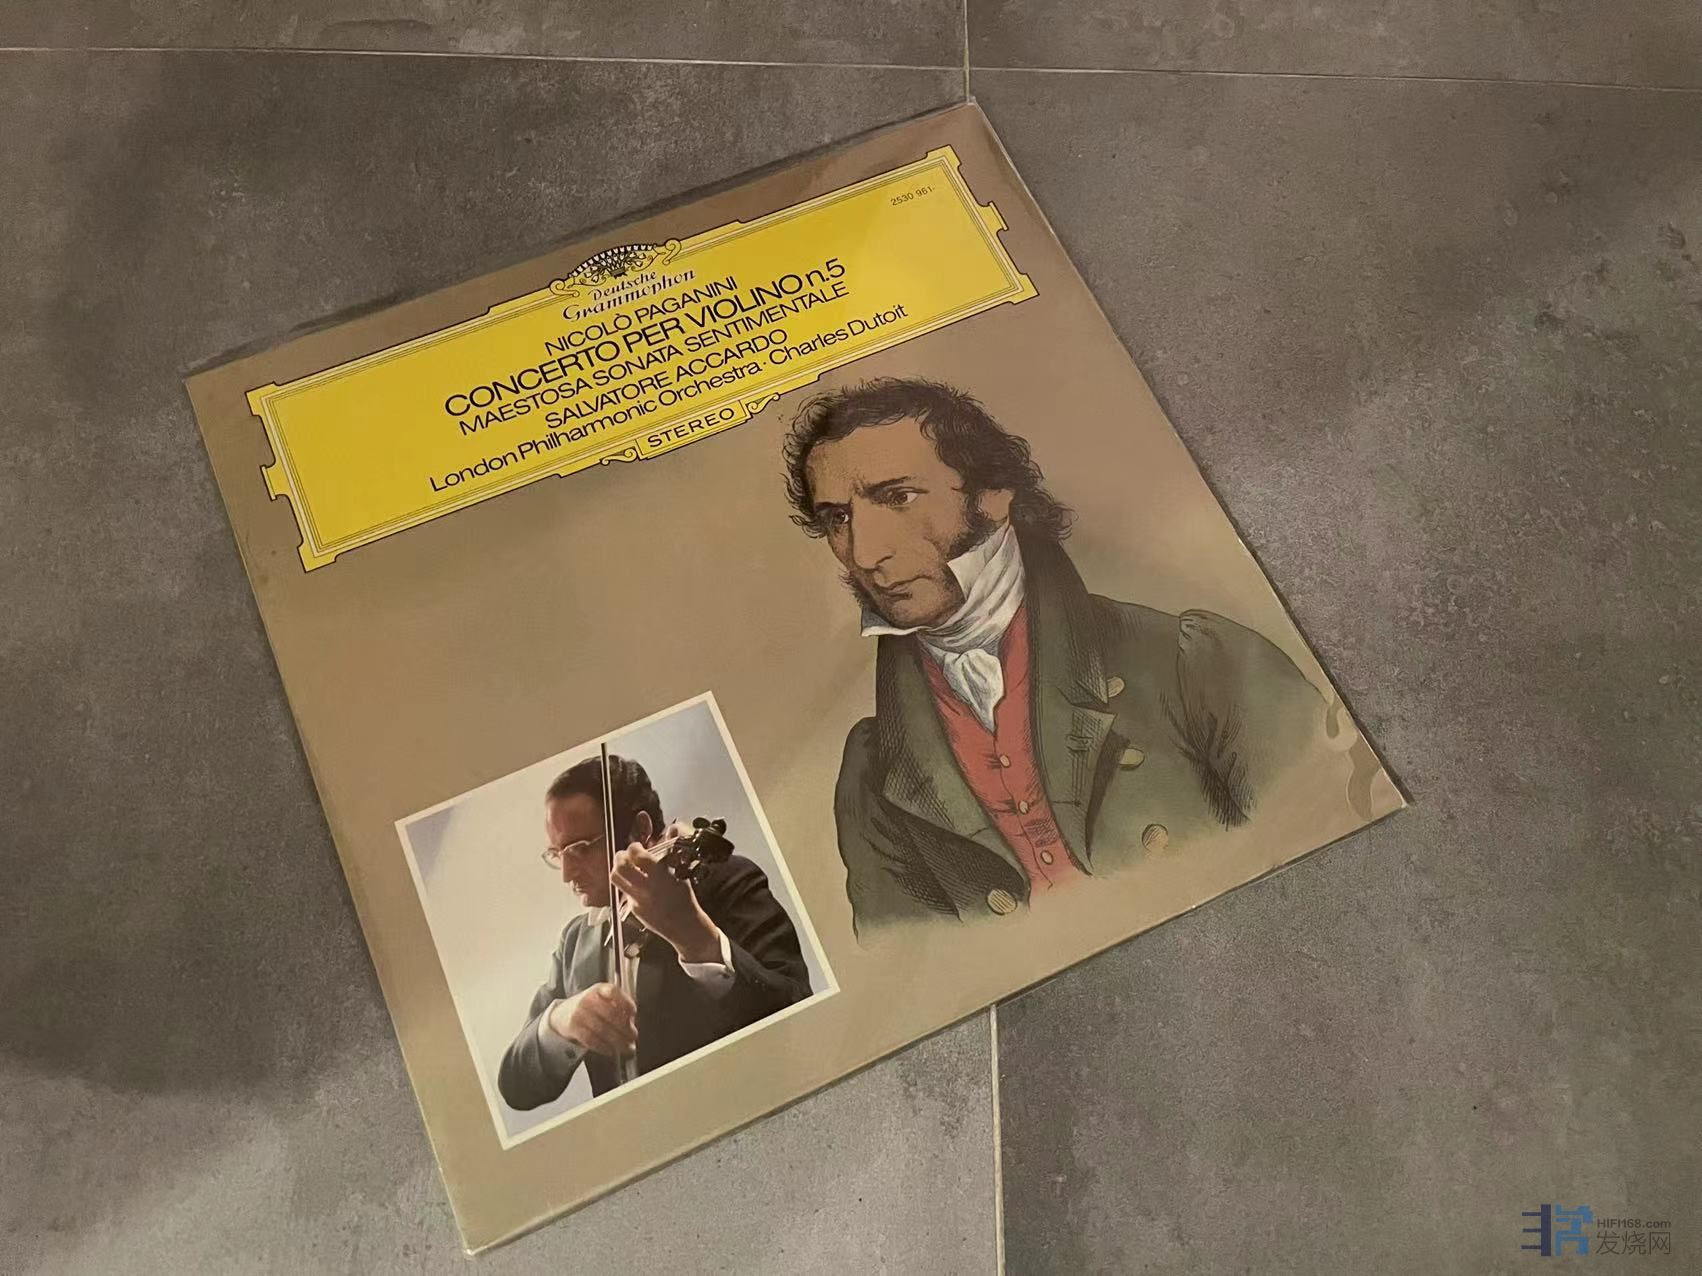 2530 961
Deutsche
Grammophon
NICOLÒ PAGANINI
CONCERTO PER VIOLINO n.5
MAESTOSA SONATA SENTIMENTALE
SALVATORE ACCARDO
London Philharmonic Orchestra · Charles Dutoit
STEREO
HIFI168.com
发烧网